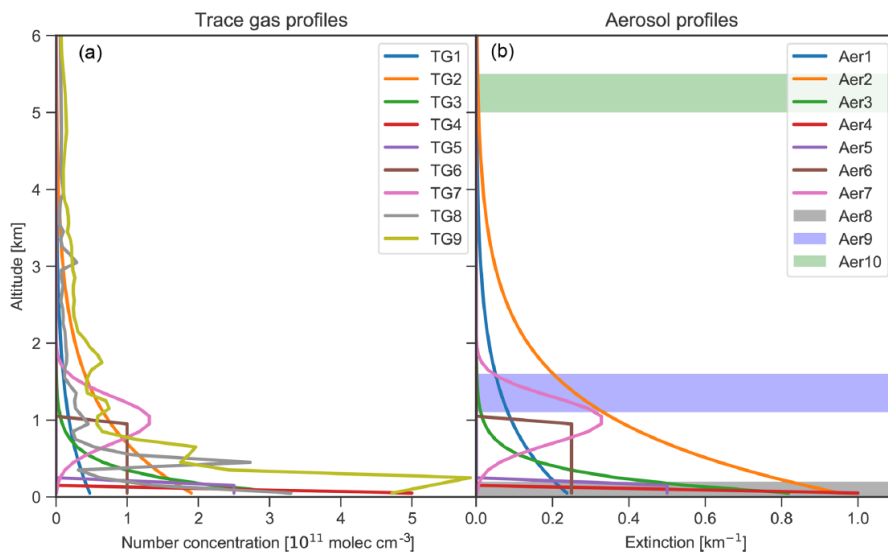 Trace gas profiles
(a)
TG1
TG2
TG3
TG4
TG5
TG6
TG7
TG8
TG9
6
5
4
3
2
1
0
Altitude [km]
0
1
2
3
4
5
Number concentration [10¹¹ molec cm⁻³]
Aerosol profiles
(b)
Aer1
Aer2
Aer3
Aer4
Aer5
Aer6
Aer7
Aer8
Aer9
Aer10
0.0
0.2
0.4
0.6
0.8
1.0
Extinction [km⁻¹]